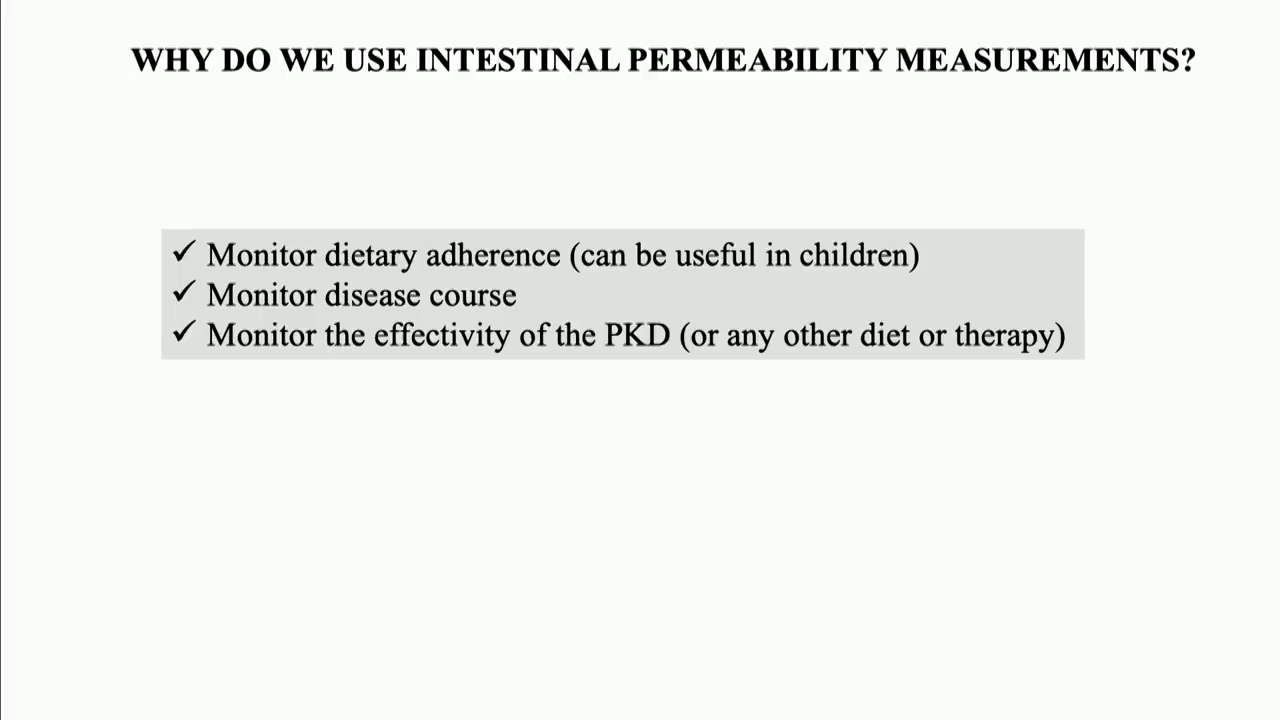 WHY DO WE USE INTESTINAL PERMEABILITY MEASUREMENTS?
✓ Monitor dietary adherence (can be useful in children)
✓ Monitor disease course
✓ Monitor the effectivity of the PKD (or any other diet or therapy)